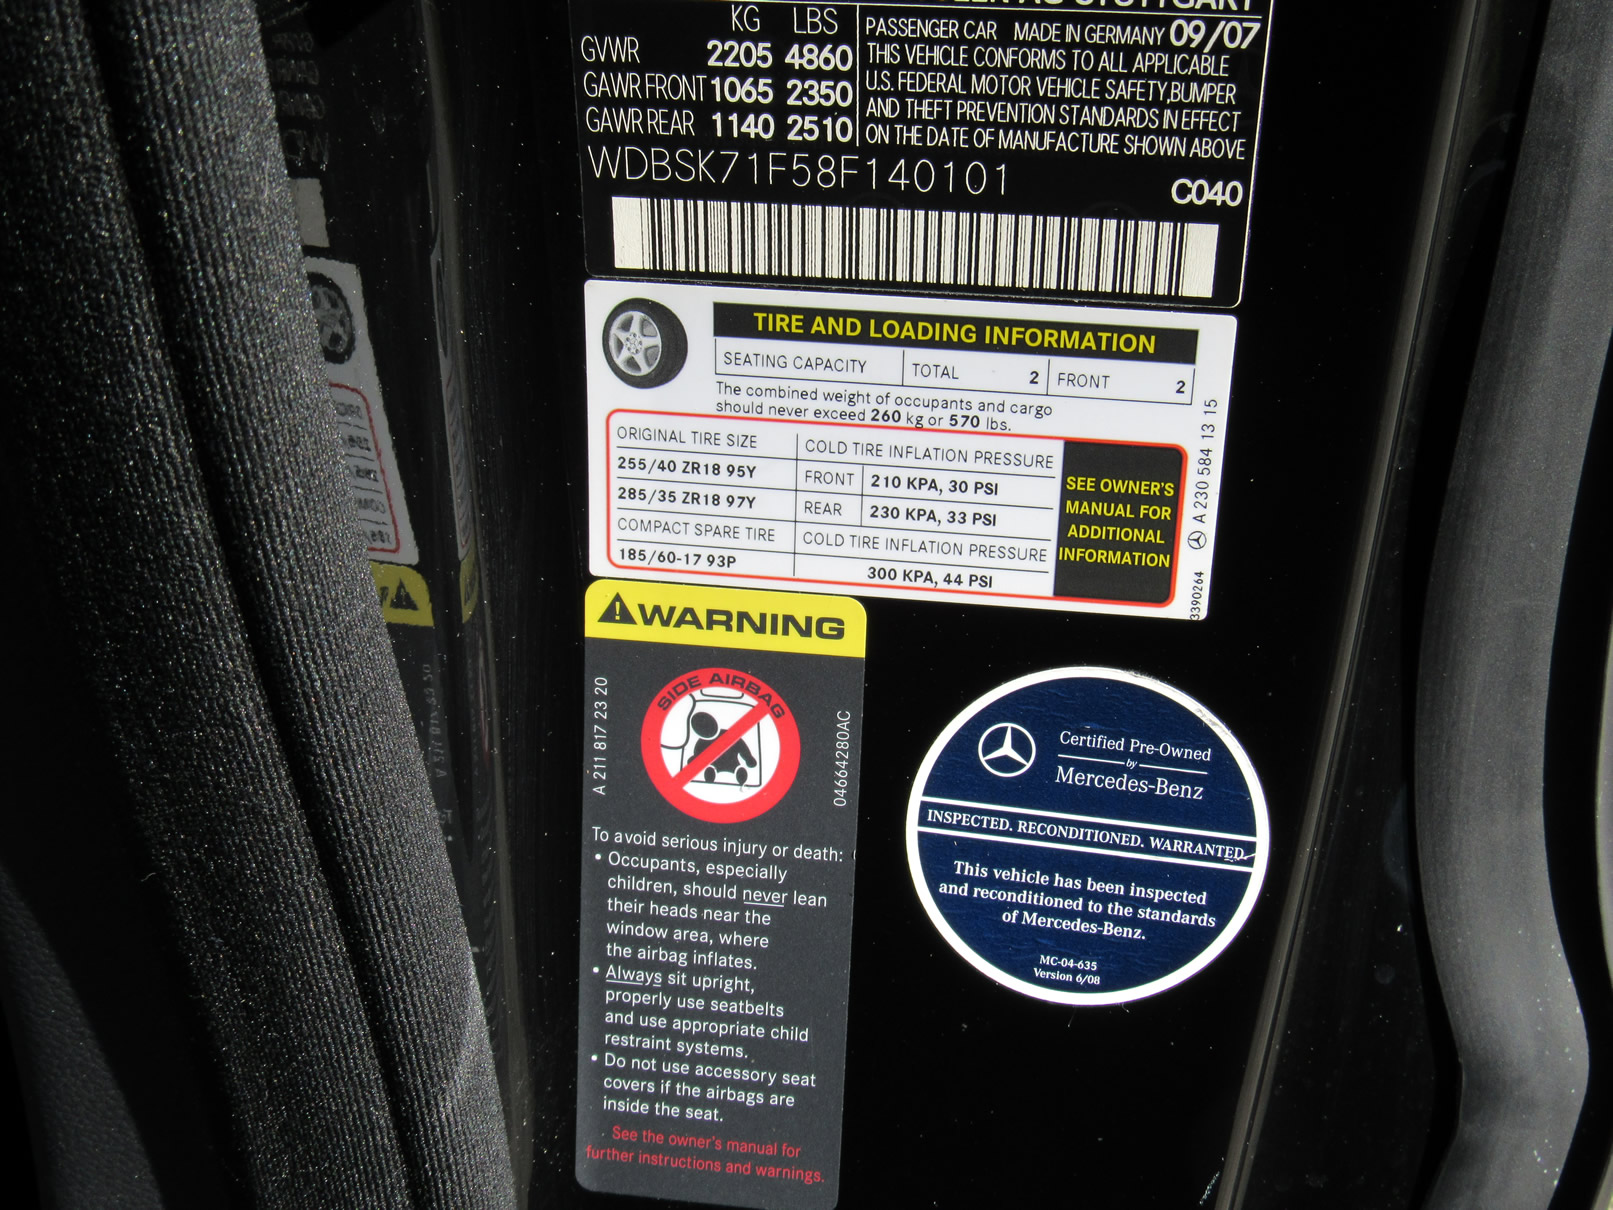 AG STUTTGART
KG LBS
GVWR 2205 4860
GAWR FRONT 1065 2350
GAWR REAR 1140 2510
PASSENGER CAR MADE IN GERMANY 09/07
THIS VEHICLE CONFORMS TO ALL APPLICABLE
U.S. FEDERAL MOTOR VEHICLE SAFETY,BUMPER
AND THEFT PREVENTION STANDARDS IN EFFECT
ON THE DATE OF MANUFACTURE SHOWN ABOVE
WDBSK71F58F140101
C040
TIRE AND LOADING INFORMATION
SEATING CAPACITY TOTAL 2 FRONT 2
The combined weight of occupants and cargo
should never exceed 260 kg or 570 lbs.
ORIGINAL TIRE SIZE COLD TIRE INFLATION PRESSURE
255/40 ZR18 95Y FRONT 210 KPA, 30 PSI
285/35 ZR18 97Y REAR 230 KPA, 33 PSI
COMPACT SPARE TIRE COLD TIRE INFLATION PRESSURE
185/60-17 93P 300 KPA, 44 PSI
SEE OWNER'S
MANUAL FOR
ADDITIONAL
INFORMATION
A 230 584 13 15
3390264
WARNING
SIDE AIRBAG
A 211 817 23 20
04664280AC
To avoid serious injury or death:
• Occupants, especially
children, should never lean
their heads near the
window area, where
the airbag inflates.
• Always sit upright,
properly use seatbelts
and use appropriate child
restraint systems.
• Do not use accessory seat
covers if the airbags are
inside the seat.
See the owner's manual for
further instructions and warnings.
Certified Pre-Owned
by
Mercedes-Benz
INSPECTED. RECONDITIONED. WARRANTED.
This vehicle has been inspected
and reconditioned to the standards
of Mercedes-Benz.
MC-04-635
Version 6/08